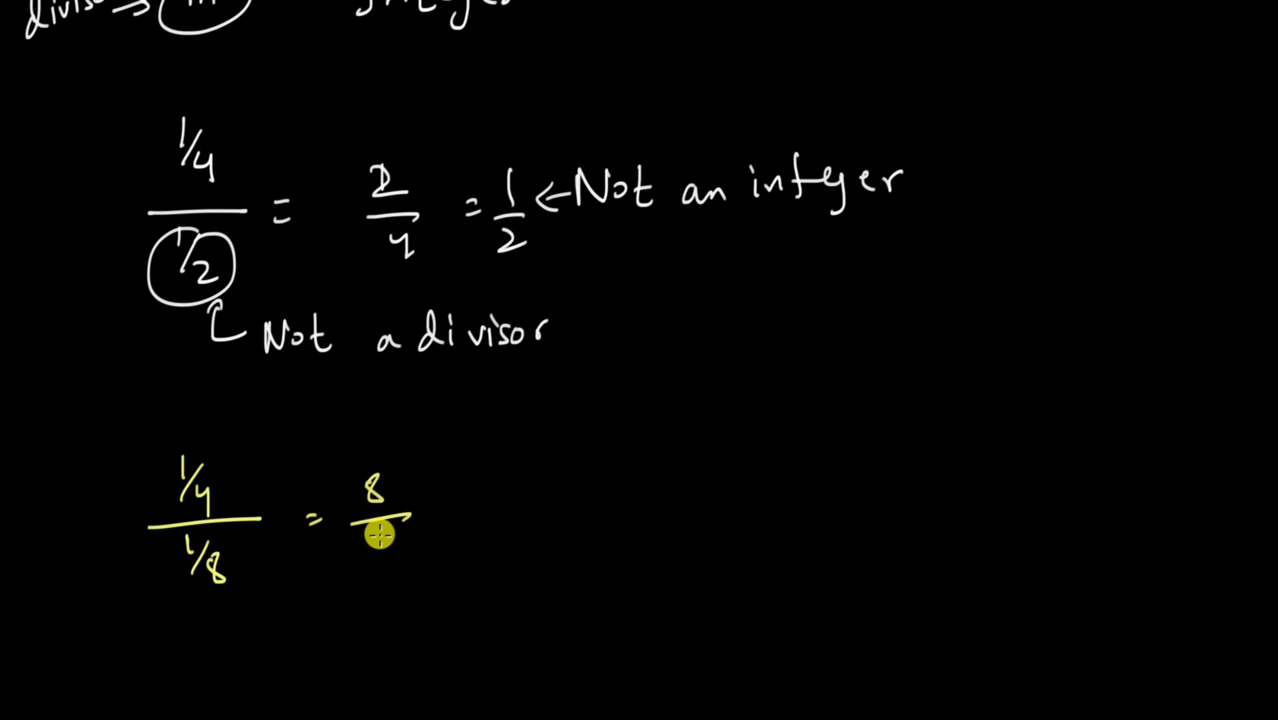 1/4 / 1/2 = 2/4 = 1/2 ← Not an integer
Not a divisor
1/4 / 1/8 = 8/